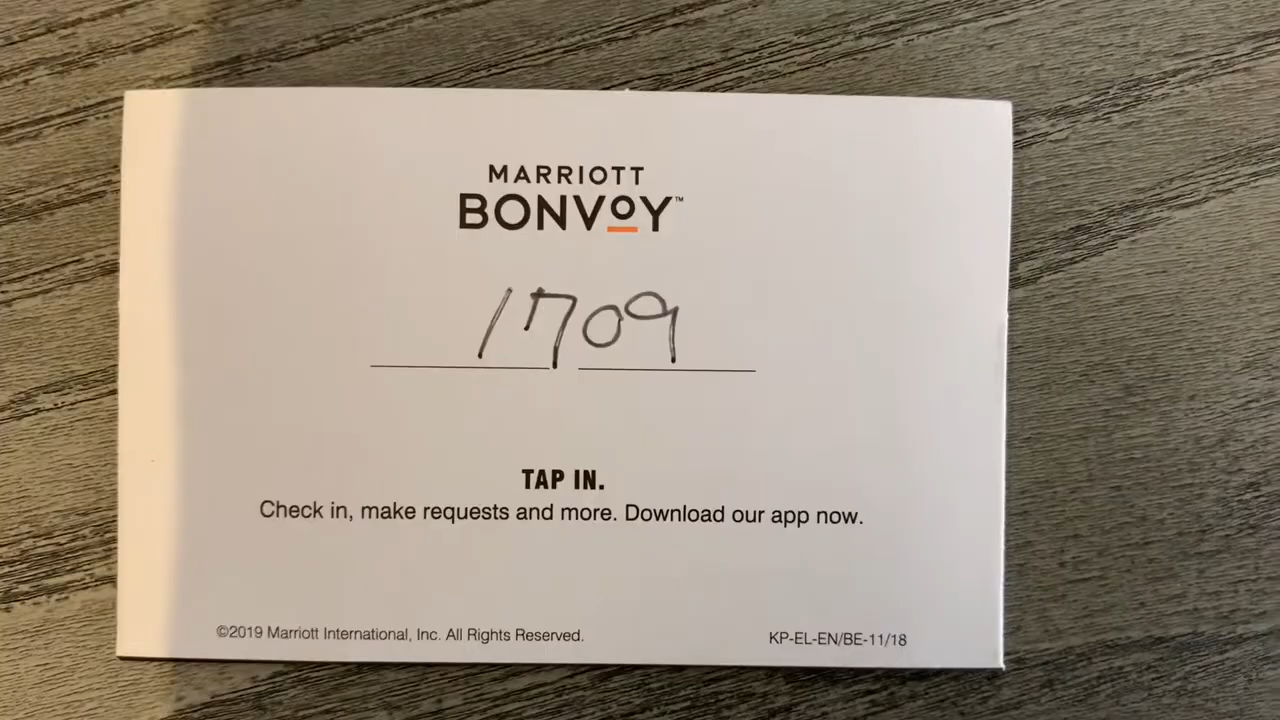 MARRIOTT
BONVOY™
1709
TAP IN.
Check in, make requests and more. Download our app now.
©2019 Marriott International, Inc. All Rights Reserved.
KP-EL-EN/BE-11/18